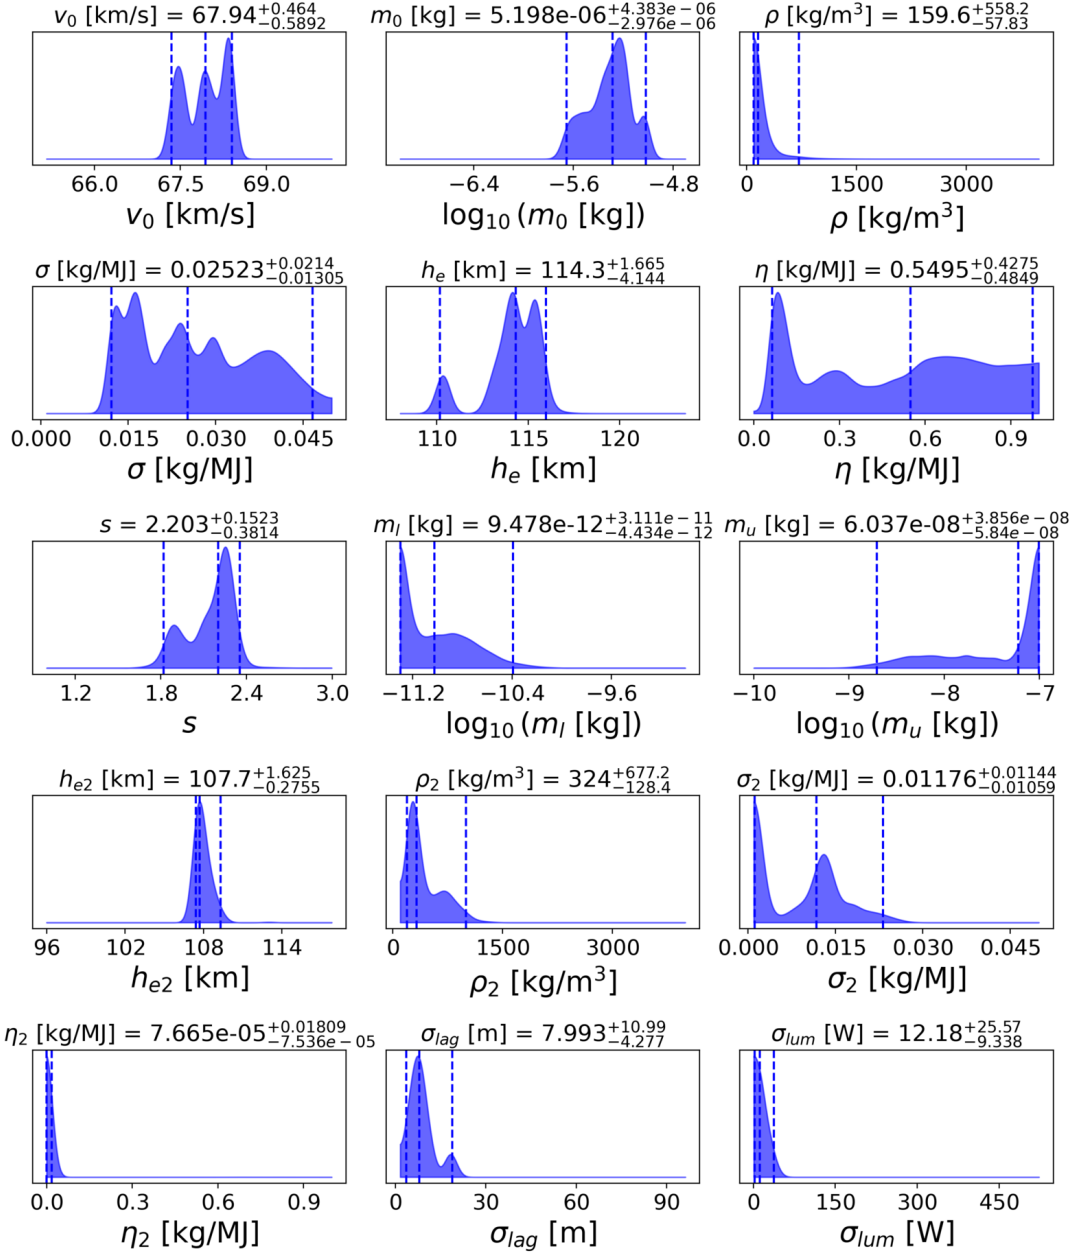 v₀ [km/s] = 67.94 +0.464 −0.5892
m₀ [kg] = 5.198e-06 +4.383e − 06 −2.976e − 06
ρ [kg/m³] = 159.6 +558.2 −57.83
66.0 67.5 69.0
−6.4 −5.6 −4.8
0 1500 3000
v₀ [km/s]
log₁₀ (m₀ [kg])
ρ [kg/m³]
σ [kg/MJ] = 0.02523 +0.0214 −0.01305
hₑ [km] = 114.3 +1.665 −4.144
η [kg/MJ] = 0.5495 +0.4275 −0.4849
0.000 0.015 0.030 0.045
110 115 120
0.0 0.3 0.6 0.9
σ [kg/MJ]
hₑ [km]
η [kg/MJ]
s = 2.203 +0.1523 −0.3814
mₗ [kg] = 9.478e-12 +3.111e − 11 −4.434e − 12
mᵤ [kg] = 6.037e-08 +3.856e − 08 −5.84e − 08
1.2 1.8 2.4 3.0
−11.2 −10.4 −9.6
−10 −9 −8 −7
s
log₁₀ (mₗ [kg])
log₁₀ (mᵤ [kg])
hₑ₂ [km] = 107.7 +1.625 −0.2755
ρ₂ [kg/m³] = 324 +677.2 −128.4
σ₂ [kg/MJ] = 0.01176 +0.01144 −0.01059
96 102 108 114
0 1500 3000
0.000 0.015 0.030 0.045
hₑ₂ [km]
ρ₂ [kg/m³]
σ₂ [kg/MJ]
η₂ [kg/MJ] = 7.665e-05 +0.01809 −7.536e − 05
σ_lag [m] = 7.993 +10.99 −4.277
σ_lum [W] = 12.18 +25.57 −9.338
0.0 0.3 0.6 0.9
0 30 60 90
0 150 300 450
η₂ [kg/MJ]
σ_lag [m]
σ_lum [W]